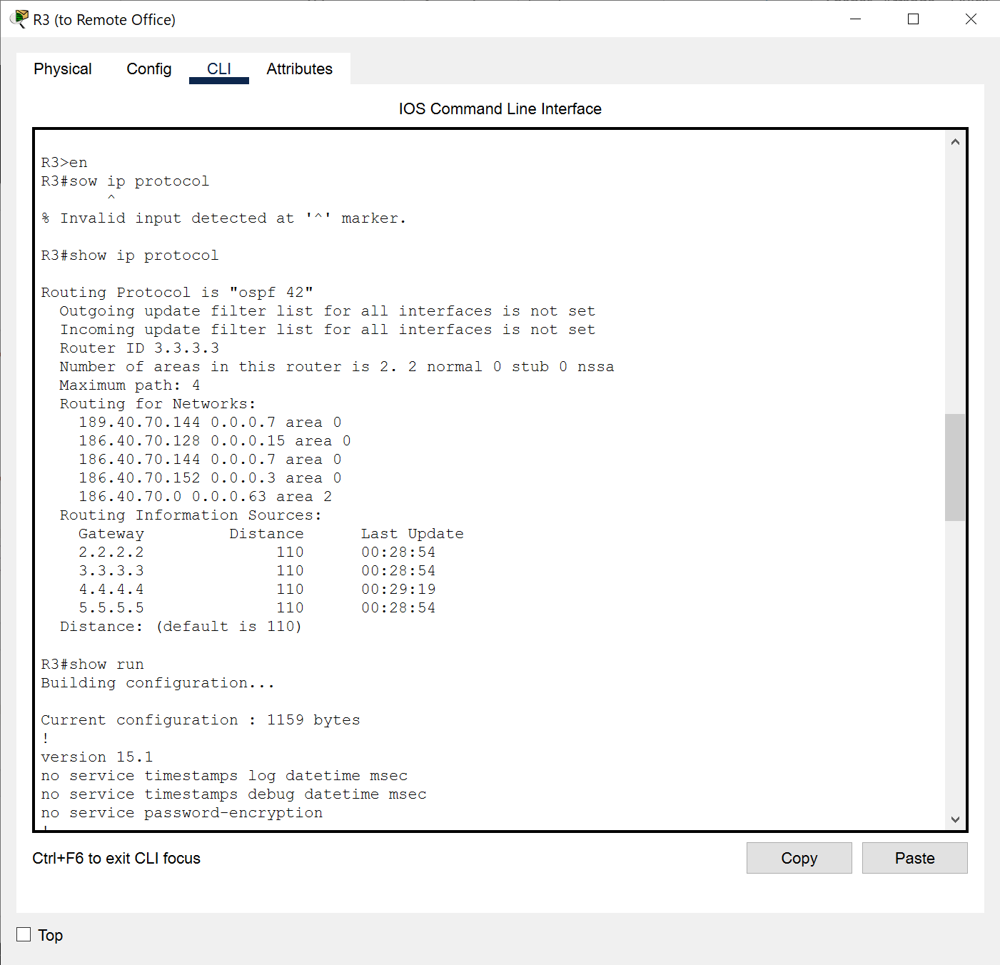 R3 (to Remote Office)
Physical Config CLI Attributes
IOS Command Line Interface
R3>en
R3#sow ip protocol
^
% Invalid input detected at '^' marker.
R3#show ip protocol
Routing Protocol is "ospf 42"
Outgoing update filter list for all interfaces is not set
Incoming update filter list for all interfaces is not set
Router ID 3.3.3.3
Number of areas in this router is 2. 2 normal 0 stub 0 nssa
Maximum path: 4
Routing for Networks:
189.40.70.144 0.0.0.7 area 0
186.40.70.128 0.0.0.15 area 0
186.40.70.144 0.0.0.7 area 0
186.40.70.152 0.0.0.3 area 0
186.40.70.0 0.0.0.63 area 2
Routing Information Sources:
Gateway Distance Last Update
2.2.2.2 110 00:28:54
3.3.3.3 110 00:28:54
4.4.4.4 110 00:29:19
5.5.5.5 110 00:28:54
Distance: (default is 110)
R3#show run
Building configuration...
Current configuration : 1159 bytes
!
version 15.1
no service timestamps log datetime msec
no service timestamps debug datetime msec
no service password-encryption
!
Ctrl+F6 to exit CLI focus
Copy Paste
Top